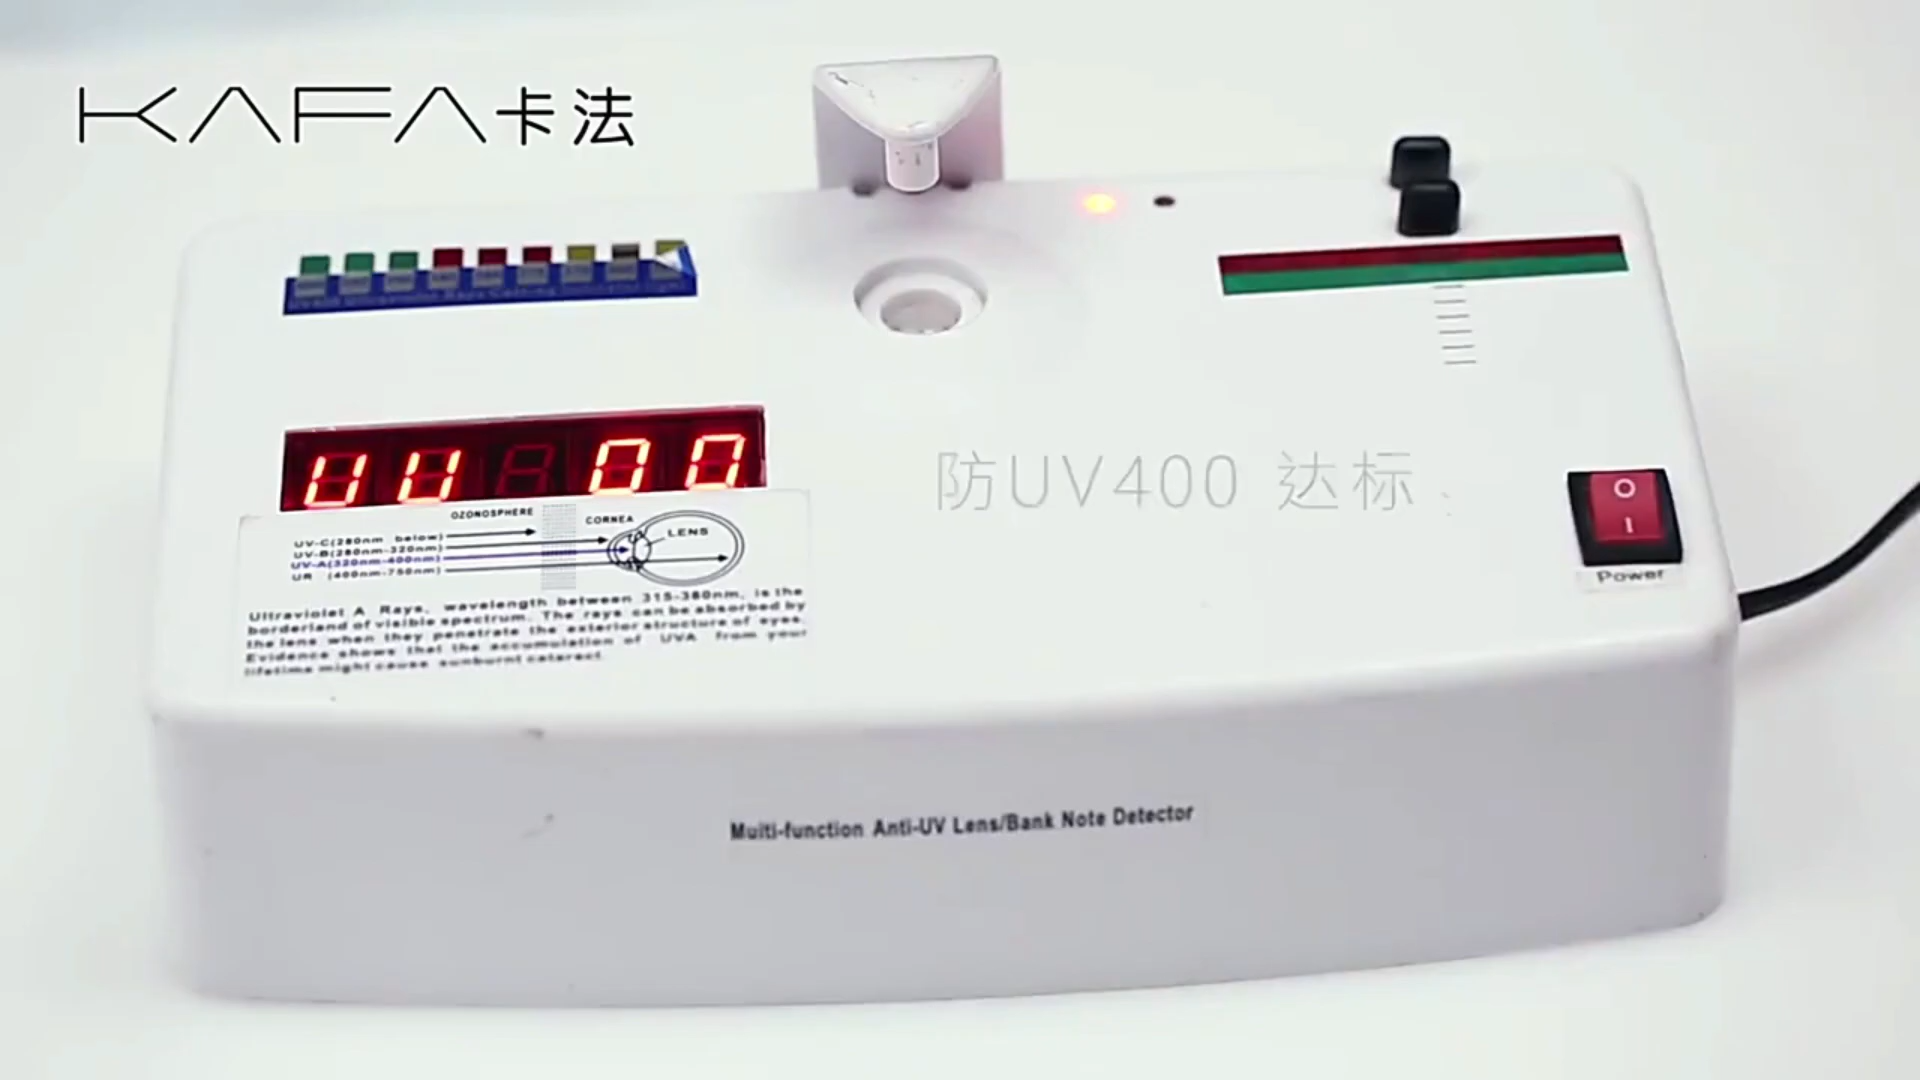 KAFA卡法
UU 00
防UV400 达标
OZONOSPHERE
CORNEA
LENS
UV-C(280nm below)
UV-B(280nm-320nm)
UV-A(320nm-400nm)
UR (400nm-750nm)
Ultraviolet A Rays, wavelength between 315-380nm, is the
borderland of visible spectrum. The rays can be absorbed by
the lens when they penetrate the exterior structure of eyes.
Evidence shows that the accumulation of UVA from your
lifetime might cause sunburnt cataract
O
I
Power
Muiti-function Anti-UV Lens/Bank Note Detector